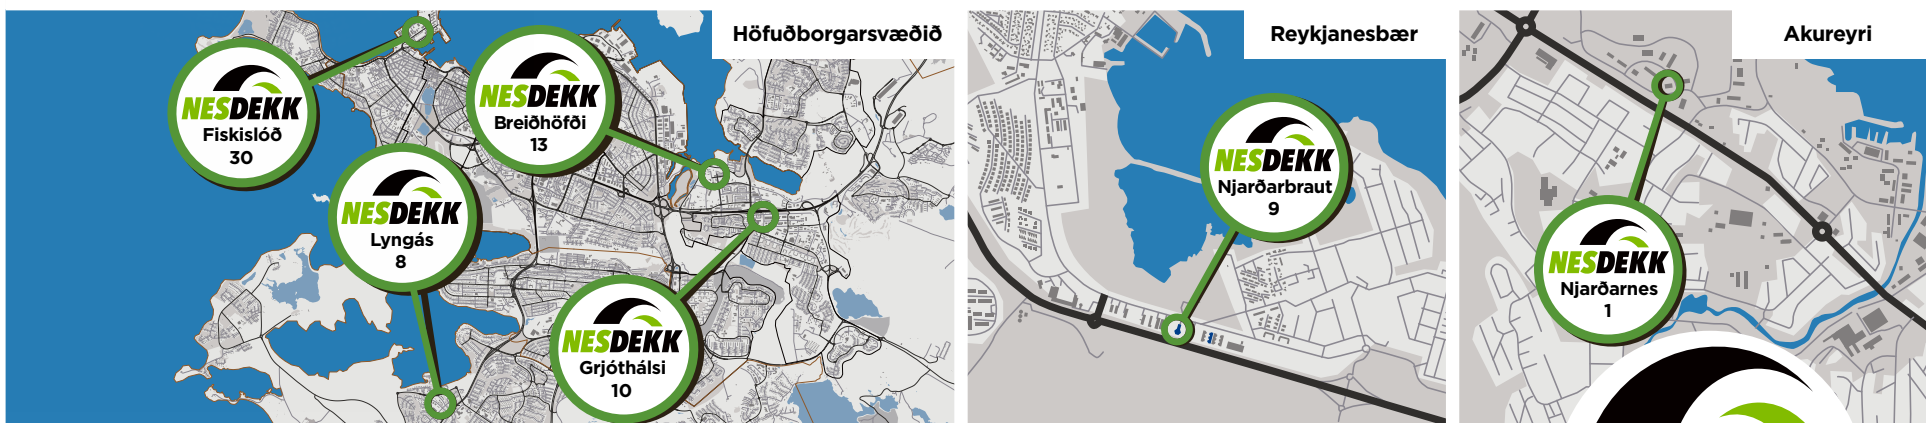 Höfuðborgarsvæðið
NESDEKK
Fiskislóð
30
NESDEKK
Breiðhöfði
13
NESDEKK
Lyngás
8
NESDEKK
Grjótháls
10
Reykjanesbær
NESDEKK
Njarðarbraut
9
Akureyri
NESDEKK
Njarðarnes
1